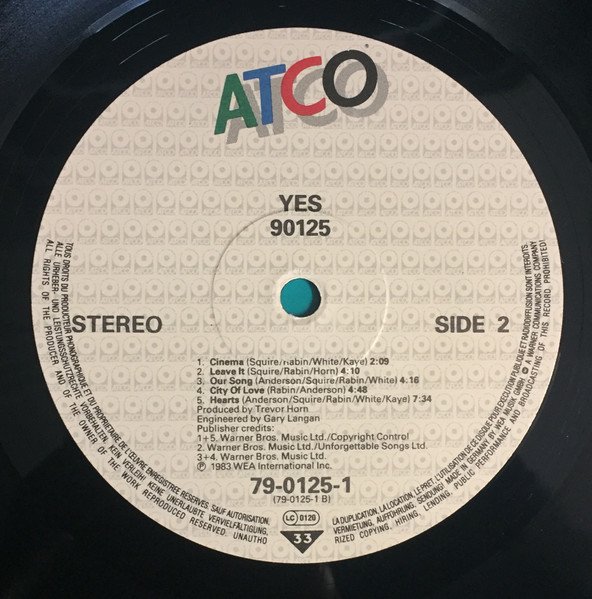 ATCO
YES
90125
STEREO
SIDE 2
1. Cinema (Squire/Rabin/White/Kaye) 2:09
2. Leave It (Squire/Rabin/Horn) 4:10
3. Our Song (Anderson/Squire/Rabin/White) 4:16
4. City Of Love (Rabin/Anderson) 4:48
5. Hearts (Anderson/Squire/Rabin/White/Kaye) 7:34
Produced by Trevor Horn
Engineered by Gary Langan
Publisher credits:
1+5. Warner Bros. Music Ltd./Copyright Control
2. Warner Bros. Music Ltd./Unforgettable Songs Ltd.
3+4. Warner Bros. Music Ltd.
℗ 1983 WEA International Inc.
79-0125-1
(79-0125-1 B)
LC 0126
33
TOUS DROITS DU PRODUCTEUR PHONOGRAPHIQUE ET DU PROPRIETAIRE DE L'ŒUVRE ENREGISTREE RESERVES. SAUF AUTORISATION,
LA DUPLICATION, LA LOCATION, LE PRET, L'UTILISATION DE CE DISQUE POUR EXECUTION PUBLIQUE ET RADIODIFFUSION SONT INTERDITS.
ALLE URHEBER- UND LEISTUNGSSCHUTZRECHTE VORBEHALTEN. KEIN VERLEIH! KEINE UNERLAUBTE VERVIELFÄLTIGUNG,
VERMIETUNG, AUFFÜHRUNG, SENDUNG! MADE IN GERMANY BY WEA MUSIK GMBH Ⓦ A WARNER COMMUNICATIONS COMPANY
ALL RIGHTS OF THE PRODUCER AND OF THE OWNER OF THE WORK REPRODUCED RESERVED. UNAUTHO
RIZED COPYING, HIRING, LENDING, PUBLIC PERFORMANCE AND BROADCASTING OF THIS RECORD PROHIBITED!